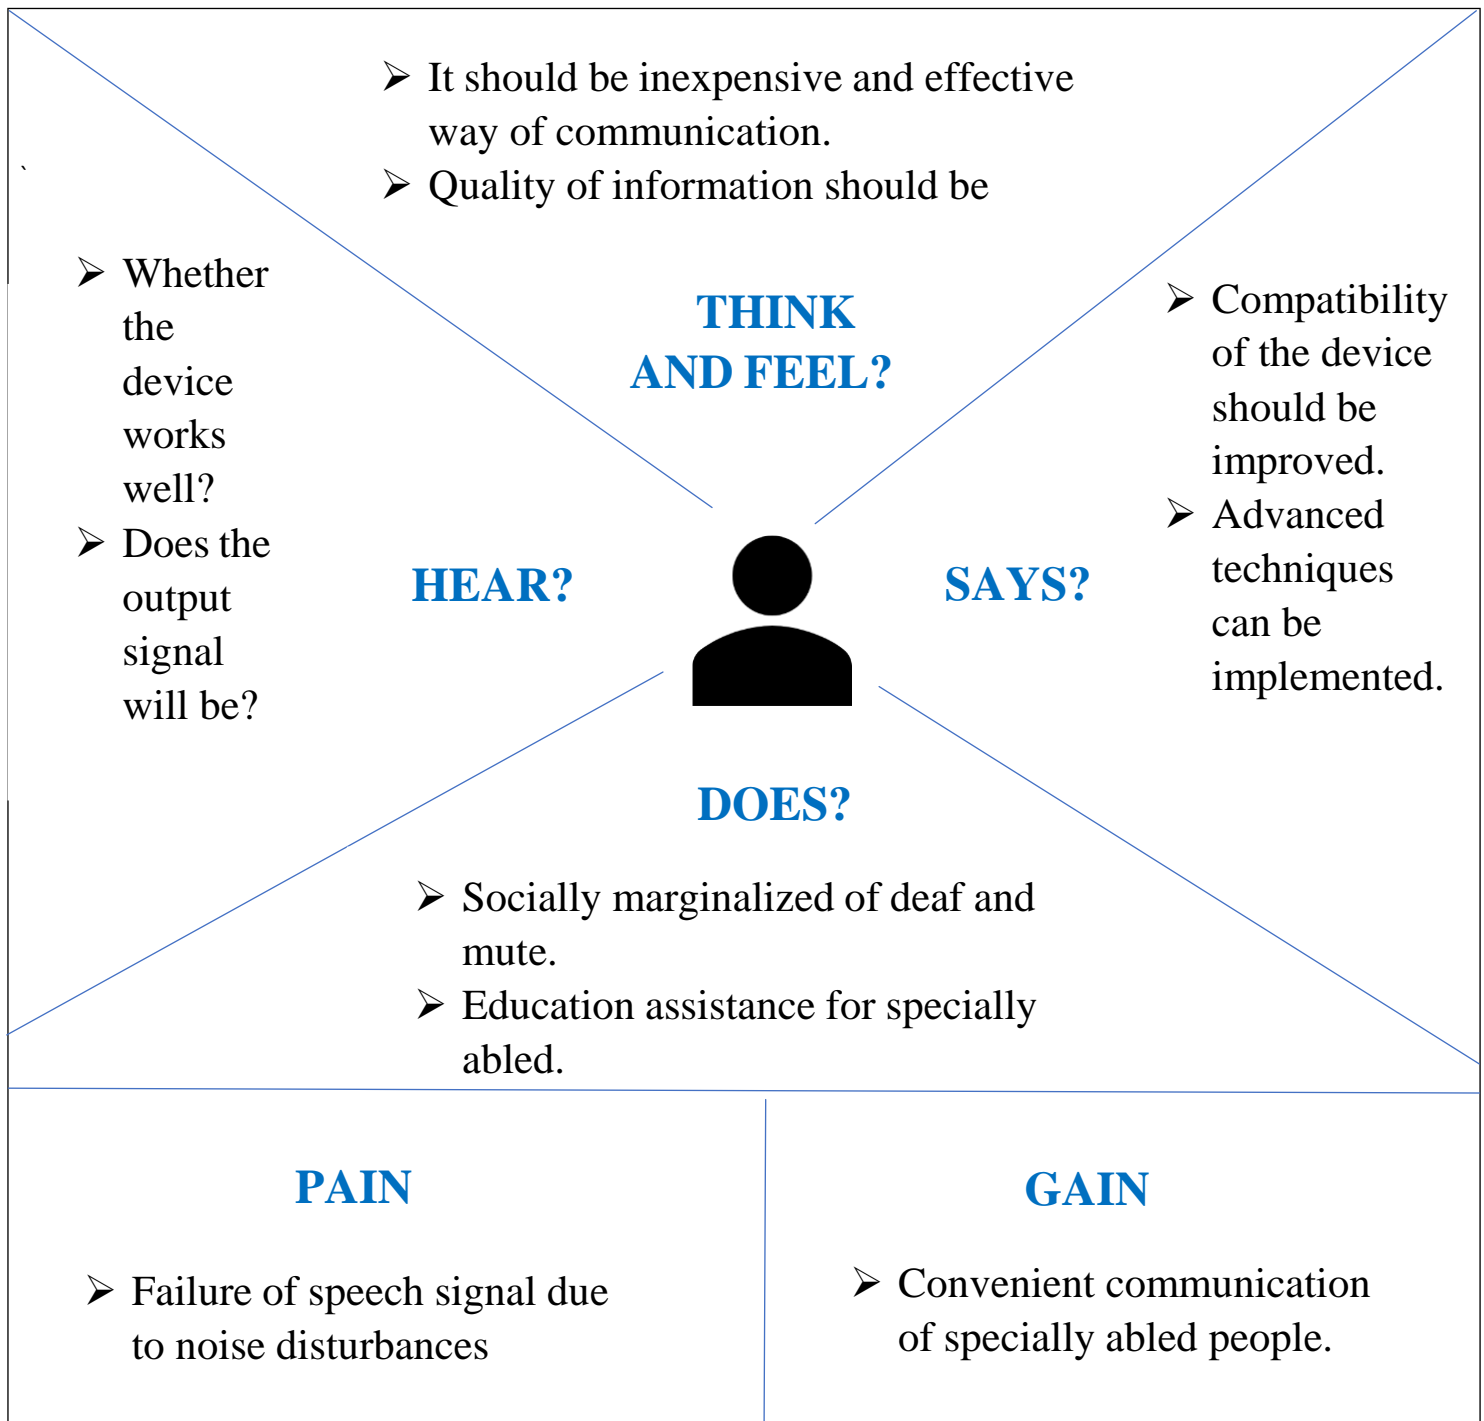 ➢ It should be inexpensive and effective
way of communication.
➢ Quality of information should be
`
THINK
AND FEEL?
➢ Whether
the
device
works
well?
➢ Does the
output
signal
will be?
HEAR?
SAYS?
➢ Compatibility
of the device
should be
improved.
➢ Advanced
techniques
can be
implemented.
DOES?
➢ Socially marginalized of deaf and
mute.
➢ Education assistance for specially
abled.
PAIN
➢ Failure of speech signal due
to noise disturbances
GAIN
➢ Convenient communication
of specially abled people.